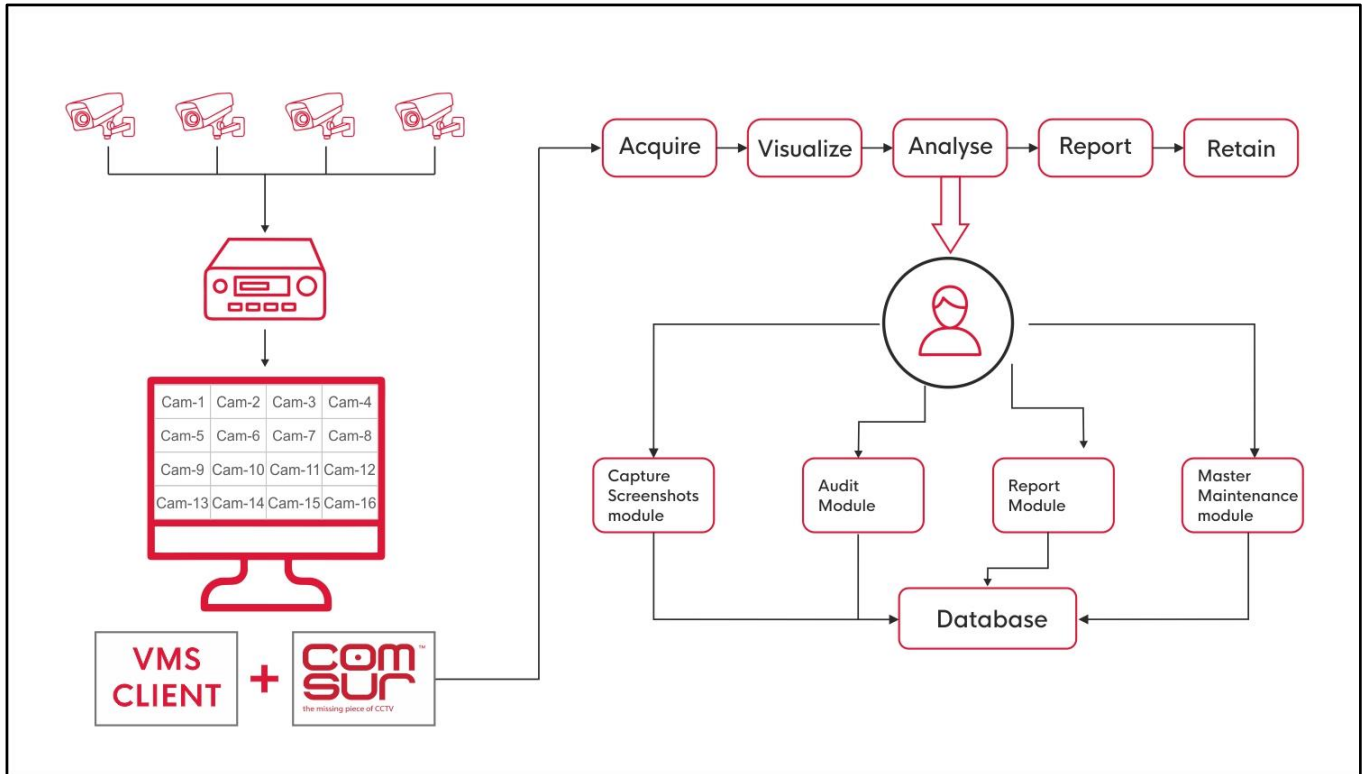 Acquire
Visualize
Analyse
Report
Retain
Cam-1 Cam-2 Cam-3 Cam-4
Cam-5 Cam-6 Cam-7 Cam-8
Cam-9 Cam-10 Cam-11 Cam-12
Cam-13 Cam-14 Cam-15 Cam-16
Capture
Screenshots
module
Audit
Module
Report
Module
Master
Maintenance
module
Database
VMS
CLIENT
+
COM™
SUR
the missing piece of CCTV